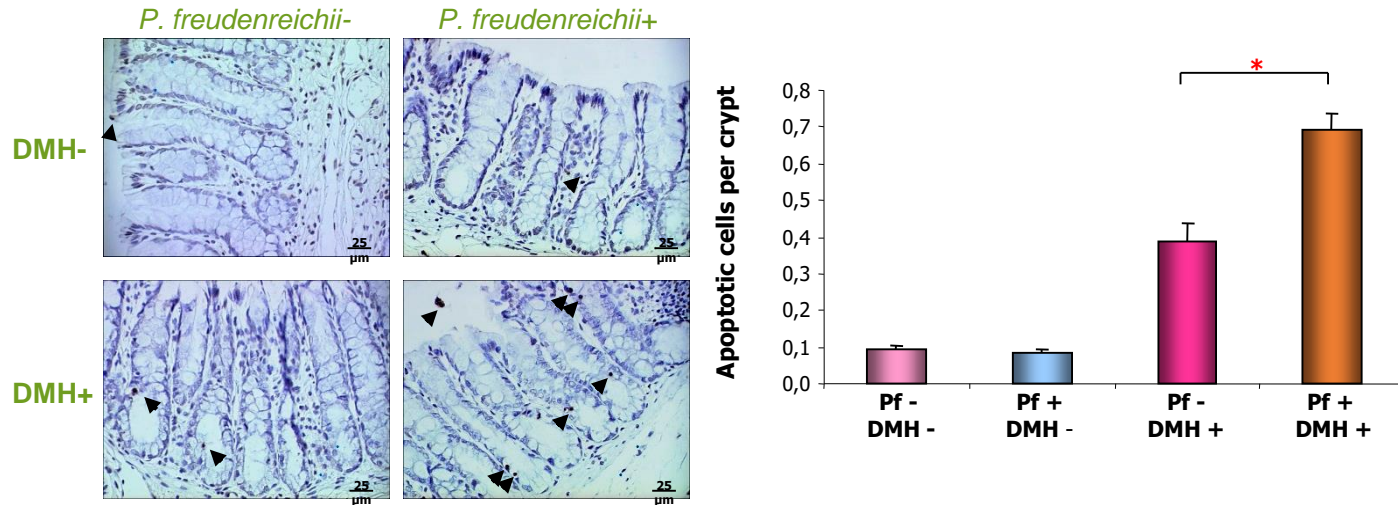 P. freudenreichii-
P. freudenreichii+
DMH-
25
µm
25
µm
DMH+
25
µm
25
µm
*
Apoptotic cells per crypt
0,8
0,7
0,6
0,5
0,4
0,3
0,2
0,1
0,0
Pf - Pf + Pf - Pf +
DMH - DMH - DMH + DMH +